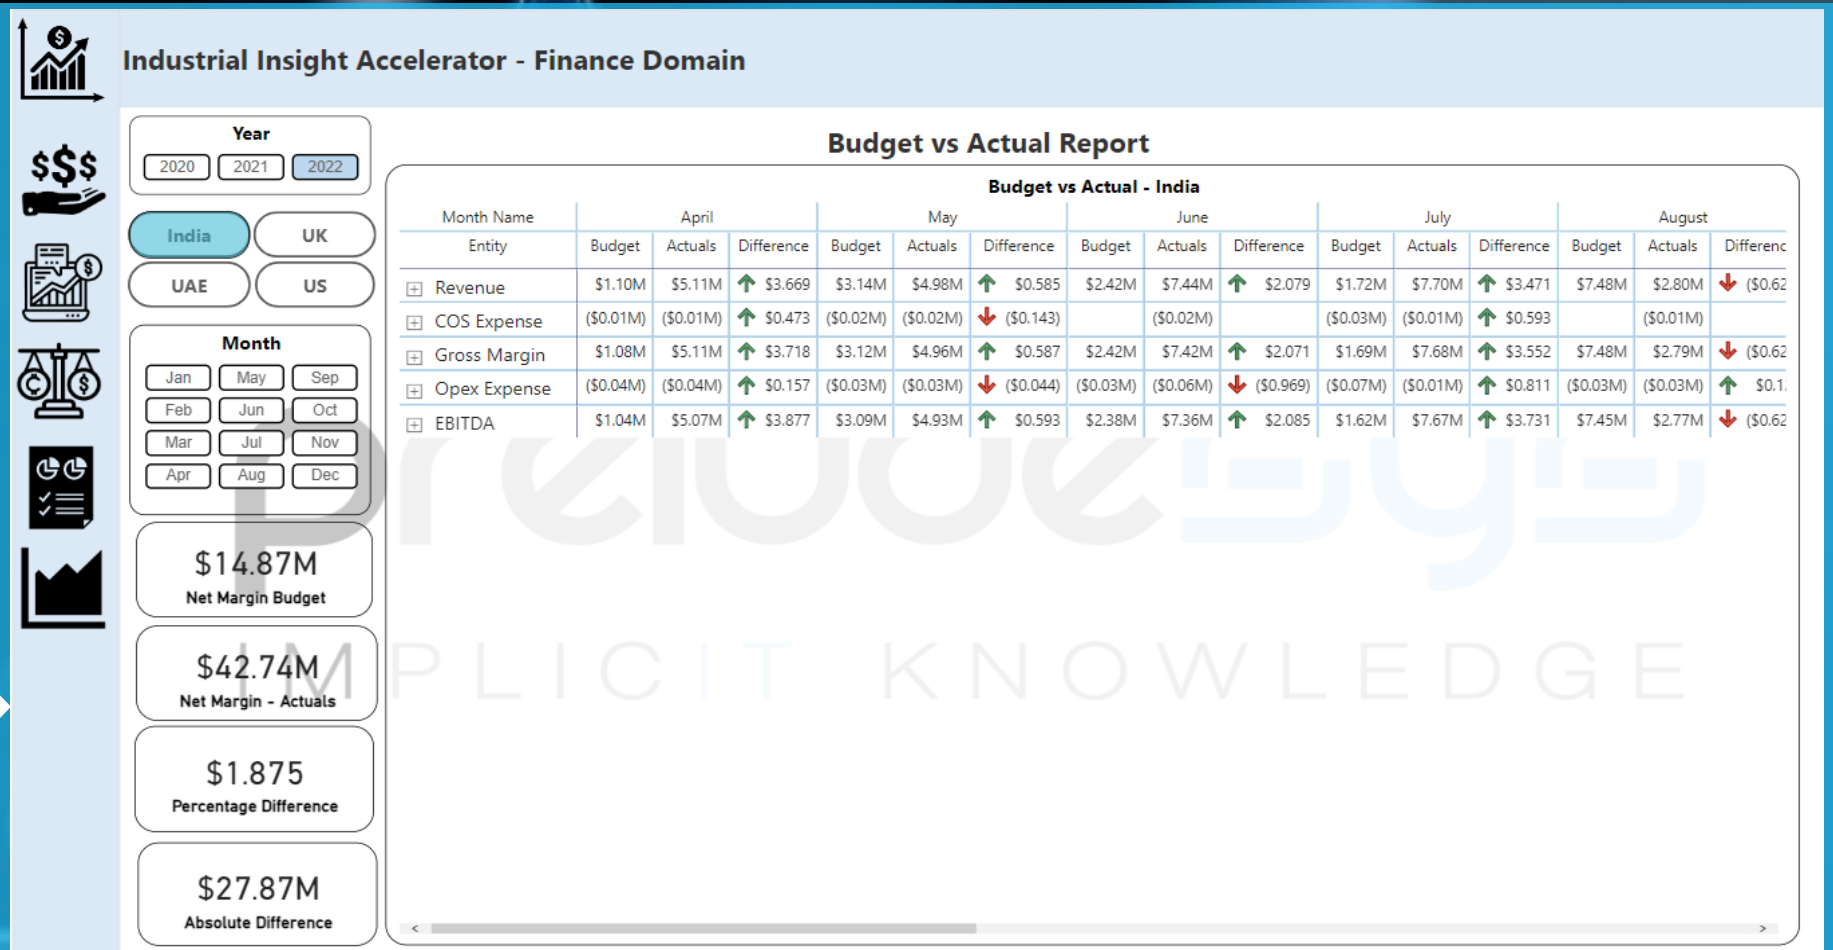 Industrial Insight Accelerator - Finance Domain
Year
2020 2021 2022
India UK
UAE US
Month
Jan May Sep
Feb Jun Oct
Mar Jul Nov
Apr Aug Dec
$14.87M
Net Margin Budget
$42.74M
Net Margin - Actuals
$1.875
Percentage Difference
$27.87M
Absolute Difference
Budget vs Actual Report
Budget vs Actual - India
Month Name April May June July August
Entity Budget Actuals Difference Budget Actuals Difference Budget Actuals Difference Budget Actuals Difference Budget Actuals Differenc
Revenue $1.10M $5.11M $3.669 $3.14M $4.98M $0.585 $2.42M $7.44M $2.079 $1.72M $7.70M $3.471 $7.48M $2.80M ($0.62
COS Expense ($0.01M) ($0.01M) $0.473 ($0.02M) ($0.02M) ($0.143) ($0.02M) ($0.03M) ($0.01M) $0.593 ($0.01M)
Gross Margin $1.08M $5.11M $3.718 $3.12M $4.96M $0.587 $2.42M $7.42M $2.071 $1.69M $7.68M $3.552 $7.48M $2.79M ($0.62
Opex Expense ($0.04M) ($0.04M) $0.157 ($0.03M) ($0.03M) ($0.044) ($0.03M) ($0.06M) ($0.969) ($0.07M) ($0.01M) $0.811 ($0.03M) ($0.03M) $0.1
EBITDA $1.04M $5.07M $3.877 $3.09M $4.93M $0.593 $2.38M $7.36M $2.085 $1.62M $7.67M $3.731 $7.45M $2.77M ($0.62
preludesys
IMPLICIT KNOWLEDGE